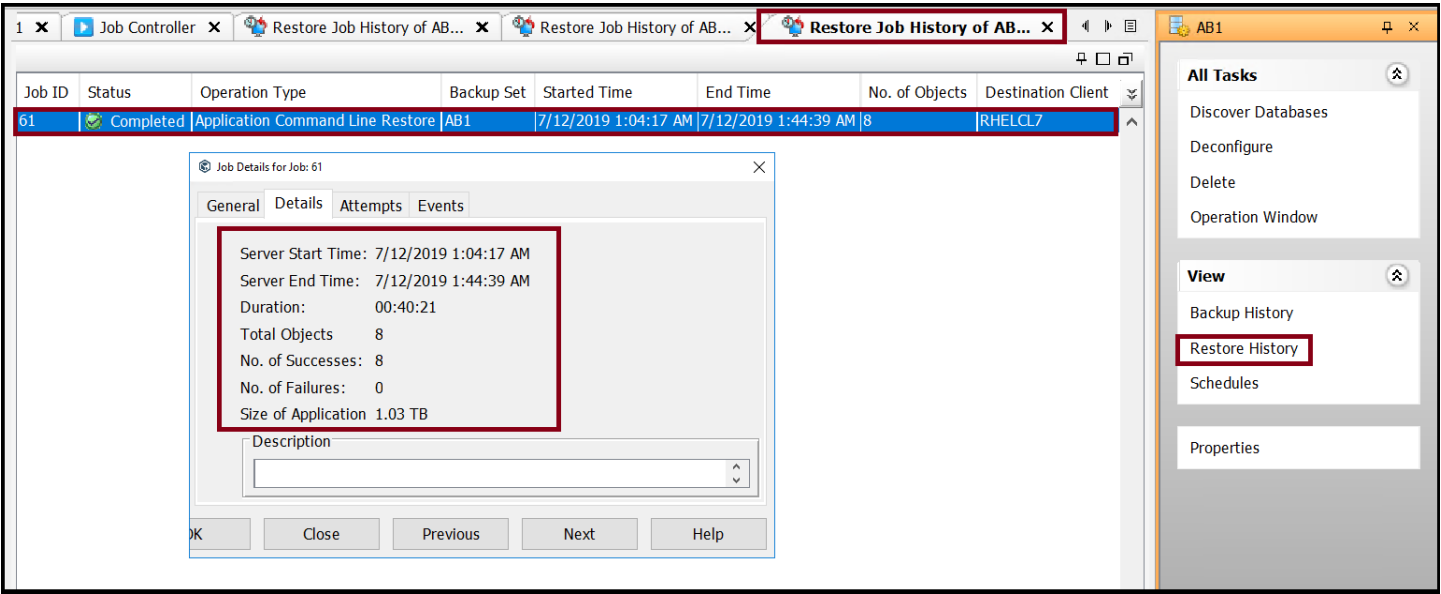 1 Job Controller Restore Job History of AB... Restore Job History of AB... Restore Job History of AB... AB1
Job ID Status Operation Type Backup Set Started Time End Time No. of Objects Destination Client
61 Completed Application Command Line Restore AB1 7/12/2019 1:04:17 AM 7/12/2019 1:44:39 AM 8 RHELCL7
Job Details for Job: 61
General Details Attempts Events
Server Start Time: 7/12/2019 1:04:17 AM
Server End Time: 7/12/2019 1:44:39 AM
Duration: 00:40:21
Total Objects 8
No. of Successes: 8
No. of Failures: 0
Size of Application 1.03 TB
Description
OK Close Previous Next Help
All Tasks
Discover Databases
Deconfigure
Delete
Operation Window
View
Backup History
Restore History
Schedules
Properties